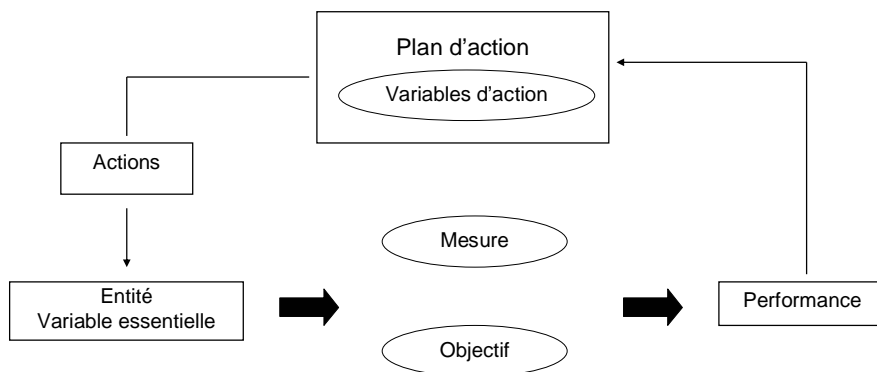 Plan d'action
Variables d'action
Actions
Mesure
Entité
Variable essentielle
Performance
Objectif